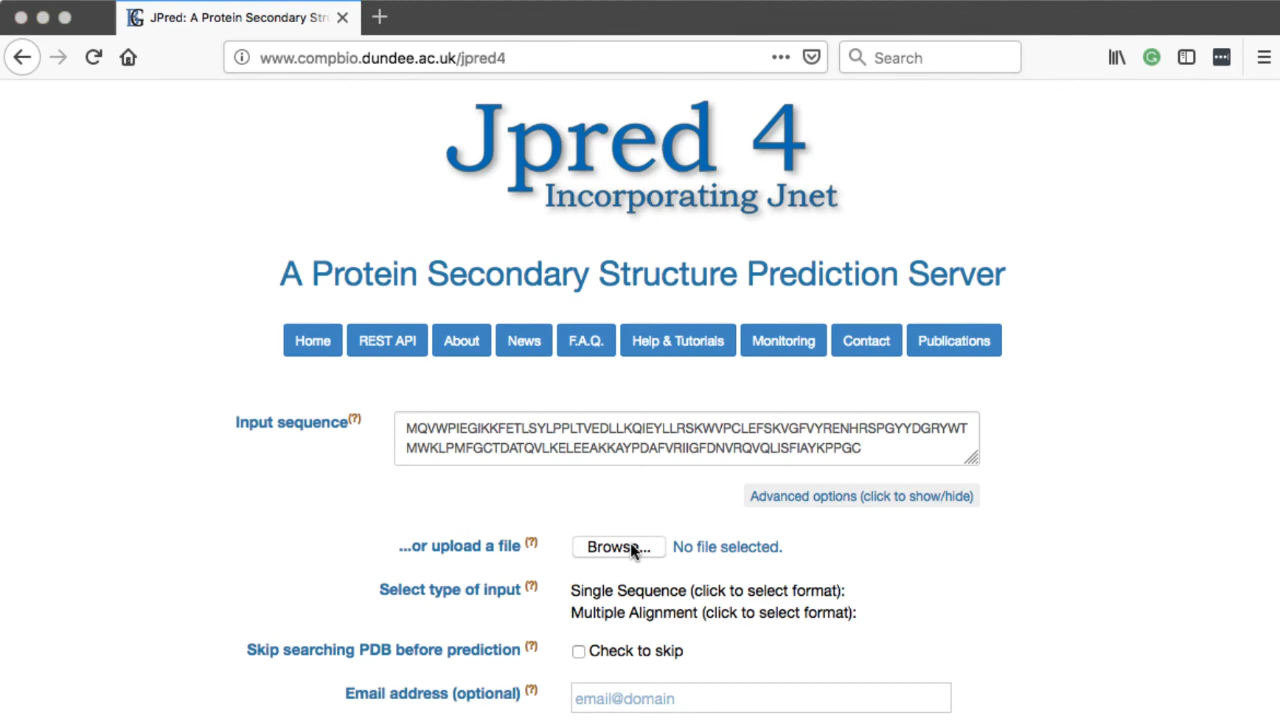 JPred: A Protein Secondary Str
www.compbio.dundee.ac.uk/jpred4
Search
Jpred 4
Incorporating Jnet
A Protein Secondary Structure Prediction Server
Home REST API About News F.A.Q. Help & Tutorials Monitoring Contact Publications
Input sequence(?)
MQVWPIEGIKKFETLSYLPPLTVEDLLKQIEYLLRSKWVPCLEFSKVGFVYRENHRSPGYYDGRYWT
MWKLPMFGCTDATQVLKELEEAKKAYPDAFVRIIGFDNVRQVQLISFIAYKPPGC
Advanced options (click to show/hide)
...or upload a file (?) Browse... No file selected.
Select type of input (?) Single Sequence (click to select format):
Multiple Alignment (click to select format):
Skip searching PDB before prediction (?) Check to skip
Email address (optional) (?) email@domain